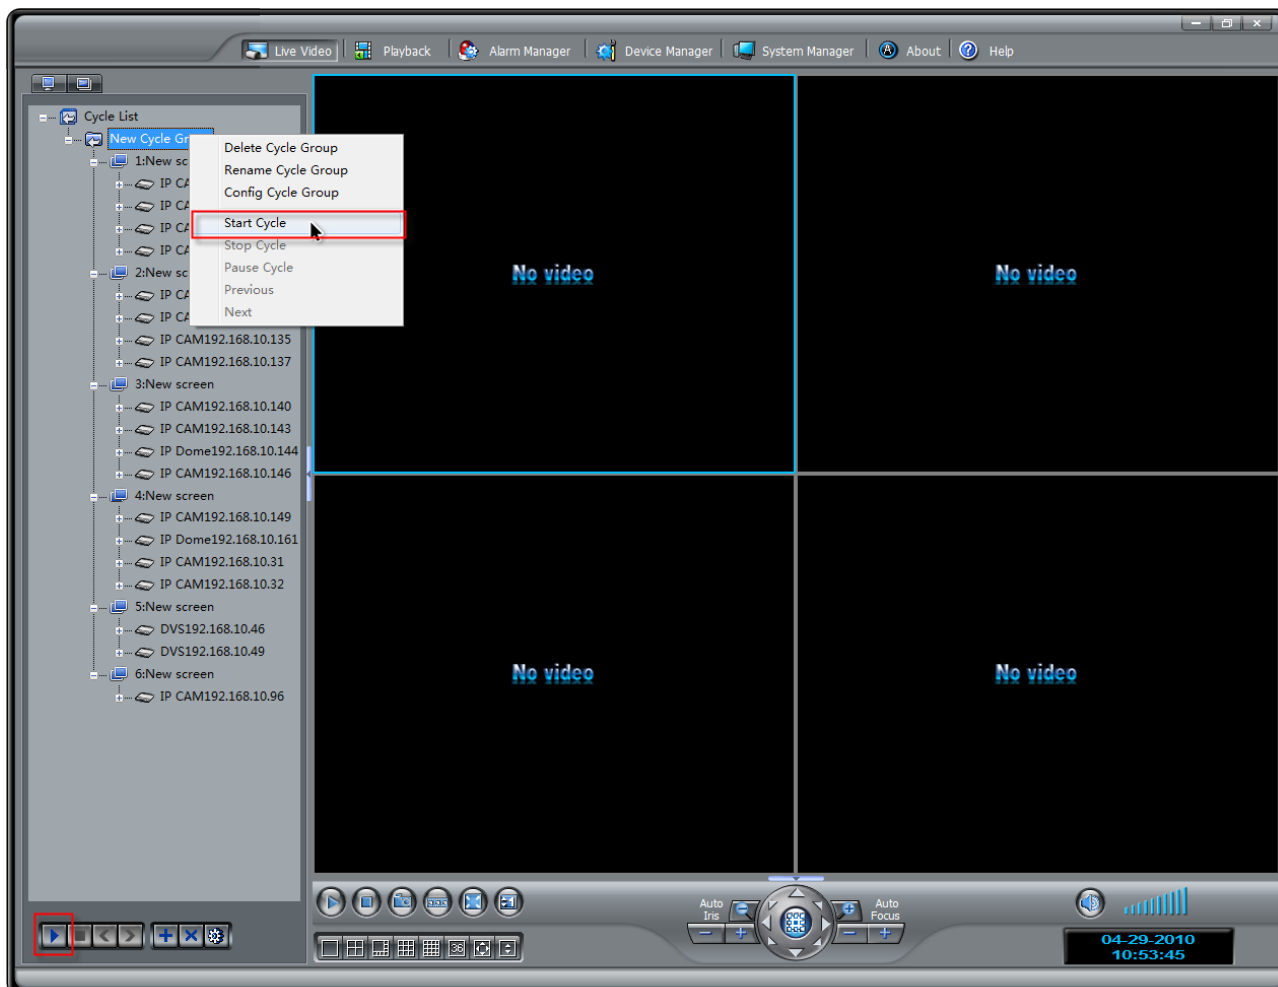 Live Video Playback Alarm Manager Device Manager System Manager About Help
Cycle List
New Cycle Gr
1:New sc
IP CA
IP CA
IP CA
IP CA
2:New sc
IP CA
IP CA
IP CAM192.168.10.135
IP CAM192.168.10.137
3:New screen
IP CAM192.168.10.140
IP CAM192.168.10.143
IP Dome192.168.10.144
IP CAM192.168.10.146
4:New screen
IP CAM192.168.10.149
IP Dome192.168.10.161
IP CAM192.168.10.31
IP CAM192.168.10.32
5:New screen
DVS192.168.10.46
DVS192.168.10.49
6:New screen
IP CAM192.168.10.96
Delete Cycle Group
Rename Cycle Group
Config Cycle Group
Start Cycle
Stop Cycle
Pause Cycle
Previous
Next
No video
No video
No video
No video
36
Auto
Iris
Auto
Focus
04-29-2010
10:53:45